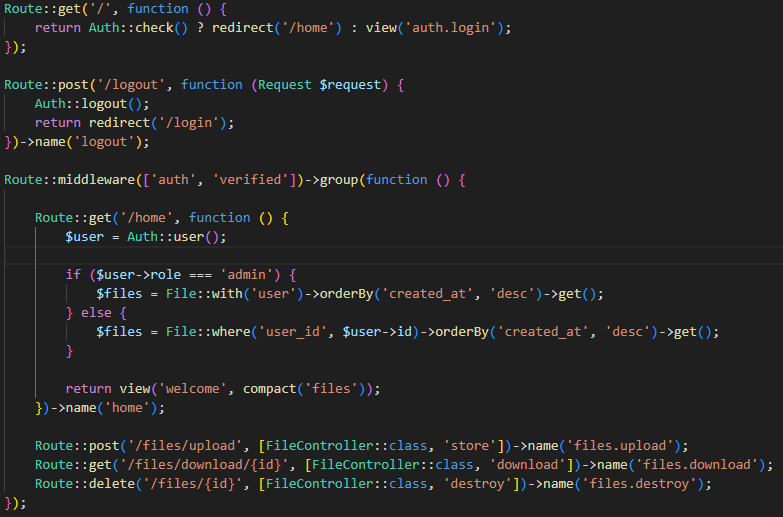 Route::get('/', function () {
    return Auth::check() ? redirect('/home') : view('auth.login');
});

Route::post('/logout', function (Request $request) {
    Auth::logout();
    return redirect('/login');
})->name('logout');

Route::middleware(['auth', 'verified'])->group(function () {

    Route::get('/home', function () {
        $user = Auth::user();

        if ($user->role === 'admin') {
            $files = File::with('user')->orderBy('created_at', 'desc')->get();
        } else {
            $files = File::where('user_id', $user->id)->orderBy('created_at', 'desc')->get();
        }

        return view('welcome', compact('files'));
    })->name('home');

    Route::post('/files/upload', [FileController::class, 'store'])->name('files.upload');
    Route::get('/files/download/{id}', [FileController::class, 'download'])->name('files.download');
    Route::delete('/files/{id}', [FileController::class, 'destroy'])->name('files.destroy');
});